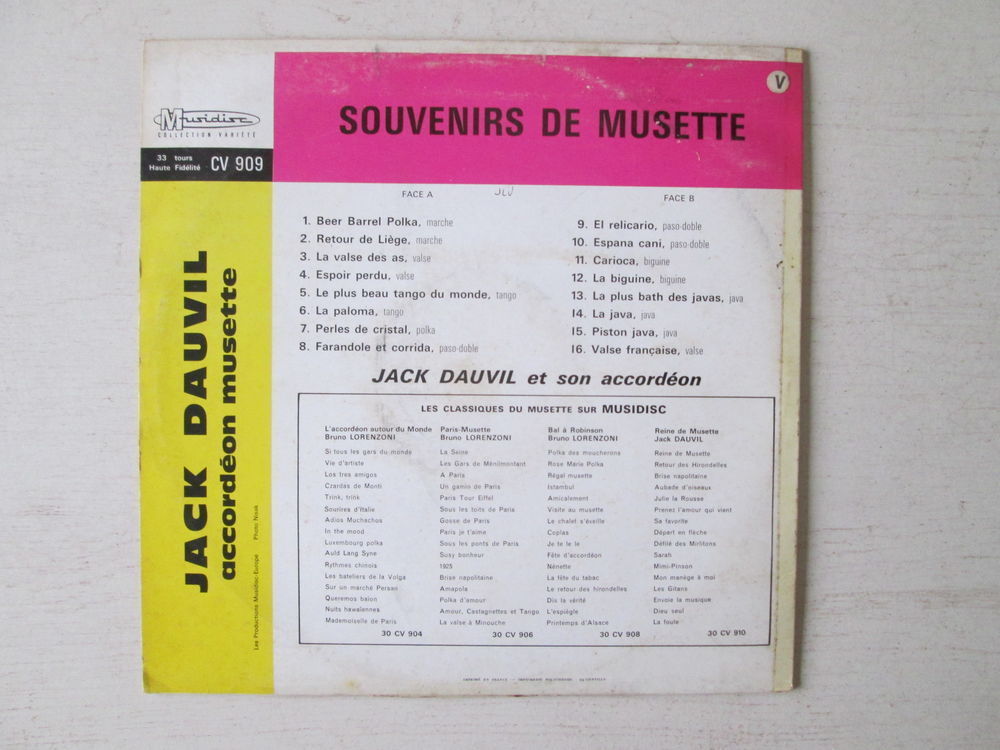 Musidisc
COLLECTION VARIÉTÉ
33 tours
Haute Fidélité
CV 909
V
SOUVENIRS DE MUSETTE
JACK DAUVIL
accordéon musette
Les Productions Musidisc-Europe Photo Nisak
FACE A
1. Beer Barrel Polka, marche
2. Retour de Liège, marche
3. La valse des as, valse
4. Espoir perdu, valse
5. Le plus beau tango du monde, tango
6. La paloma, tango
7. Perles de cristal, polka
8. Farandole et corrida, paso-doble
FACE B
9. El relicario, paso-doble
10. Espana cani, paso-doble
11. Carioca, biguine
12. La biguine, biguine
13. La plus bath des javas, java
14. La java, java
15. Piston java, java
16. Valse française, valse
JACK DAUVIL et son accordéon
LES CLASSIQUES DU MUSETTE SUR MUSIDISC
L'accordéon autour du Monde
Bruno LORENZONI
Si tous les gars du monde
Vie d'artiste
Los tres amigos
Czardas de Monti
Trink, trink
Sourires d'Italie
Adios Muchachos
In the mood
Luxembourg polka
Auld Lang Syne
Rythmes chinois
Les bateliers de la Volga
Sur un marché Persan
Queremos baïon
Nuits hawaïennes
Mademoiselle de Paris
30 CV 904
Paris-Musette
Bruno LORENZONI
La Seine
Les Gars de Ménilmontant
A Paris
Un gamin de Paris
Paris Tour Eiffel
Sous les toits de Paris
Gosse de Paris
Paris je t'aime
Sous les ponts de Paris
Susy bonheur
1925
Brise napolitaine
Amapola
Polka d'amour
Amour, Castagnettes et Tango
La valse à Minouche
30 CV 906
Bal à Robinson
Bruno LORENZONI
Polka des moucherons
Rose Marie Polka
Régal musette
Istambul
Amicalement
Visite au musette
Le chalet s'éveille
Coplas
Je te le le
Fête d'accordéon
Nénette
La fête du tabac
Le retour des hirondelles
Dis la vérité
L'espiègle
Printemps d'Alsace
30 CV 908
Reine de Musette
Jack DAUVIL
Reine de Musette
Retour des Hirondelles
Brise napolitaine
Aubade d'oiseaux
Julie la Rousse
Prenez l'amour qui vient
Sa favorite
Départ en flèche
Défilé des Mirlitons
Sarah
Mimi-Pinson
Mon manège à moi
Les Gitans
Envoie la musique
Dieu seul
La foule
30 CV 910
IMPRIMÉ EN FRANCE